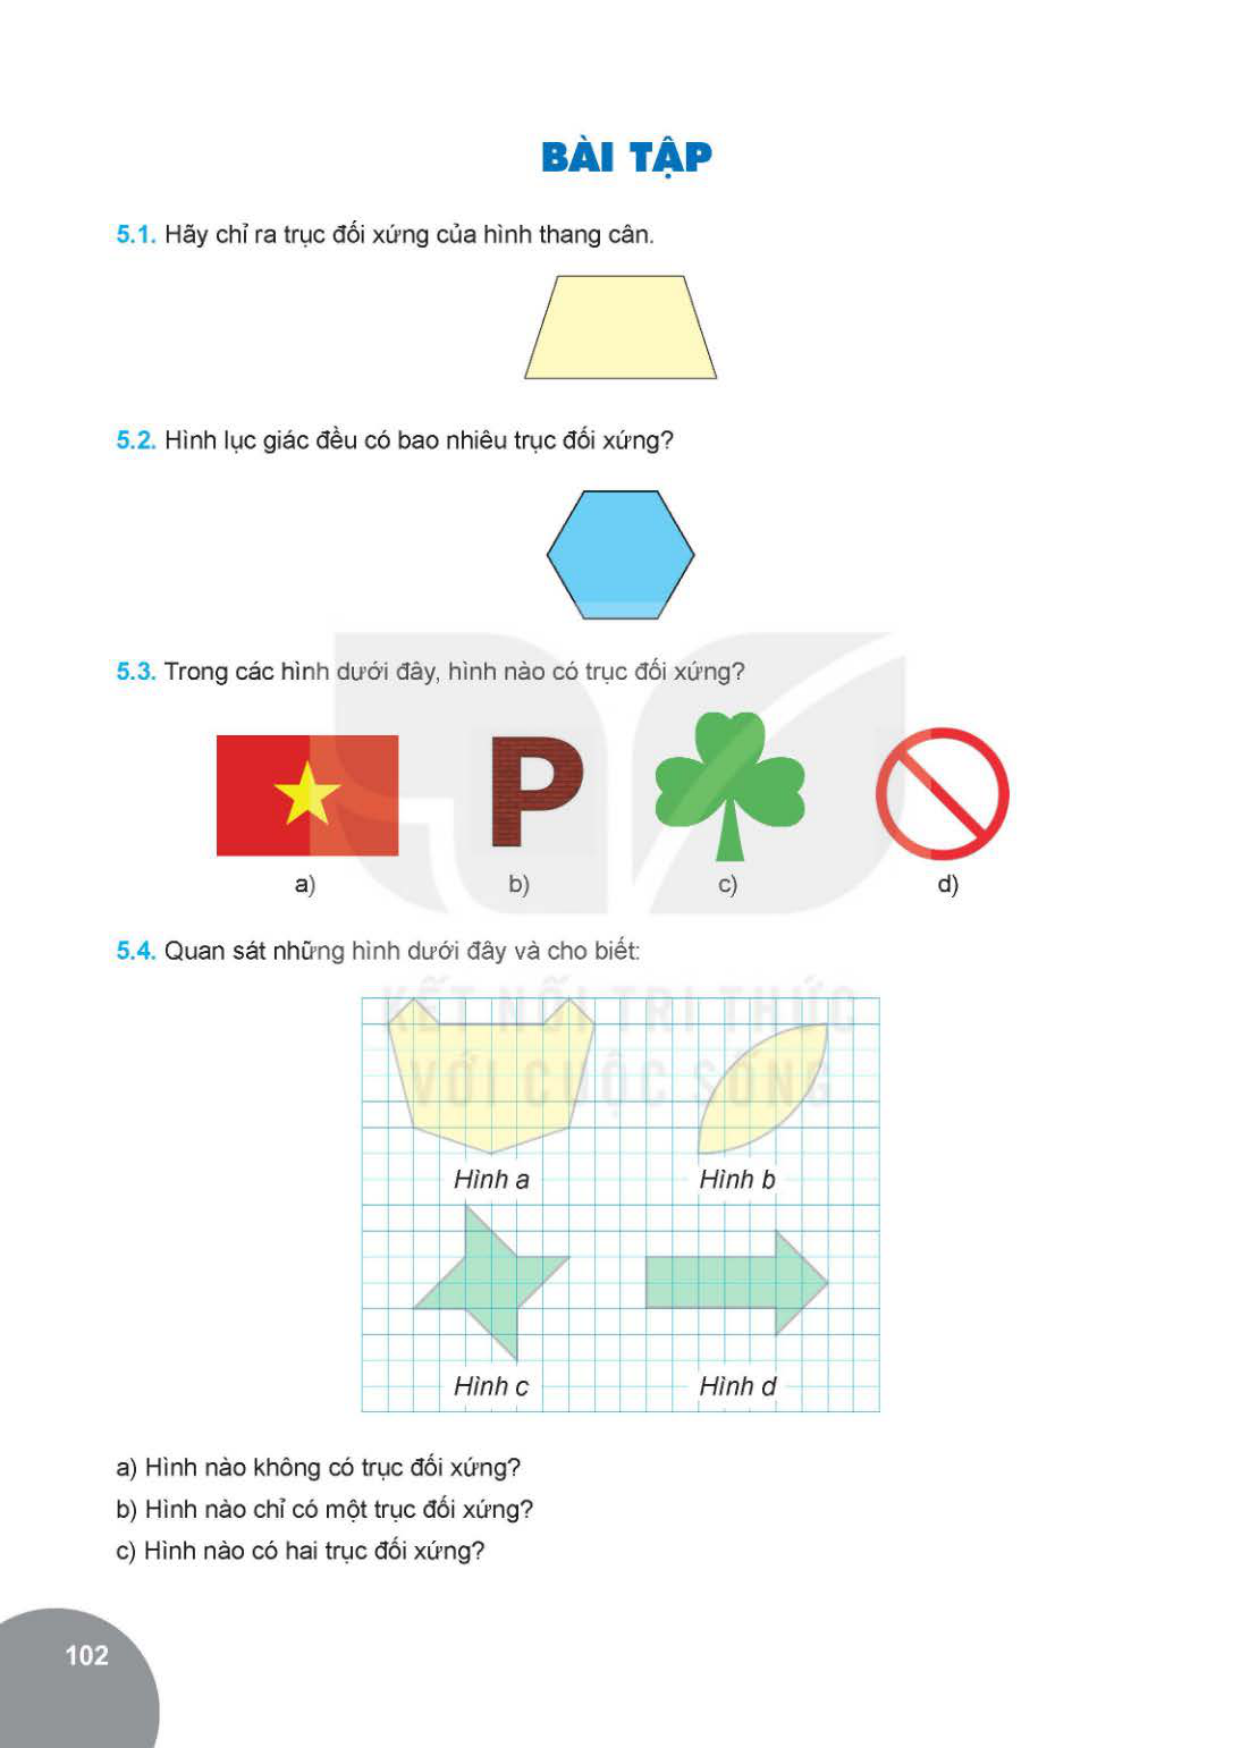 BÀI TẬP
5.1. Hãy chỉ ra trục đối xứng của hình thang cân.
5.2. Hình lục giác đều có bao nhiêu trục đối xứng?
5.3. Trong các hình dưới đây, hình nào có trục đối xứng?
P
a) b) c) d)
5.4. Quan sát những hình dưới đây và cho biết:
KẾT NỐI TRI THỨC
VỚI CUỘC SỐNG
Hình a Hình b
Hình c Hình d
a) Hình nào không có trục đối xứng?
b) Hình nào chỉ có một trục đối xứng?
c) Hình nào có hai trục đối xứng?
102